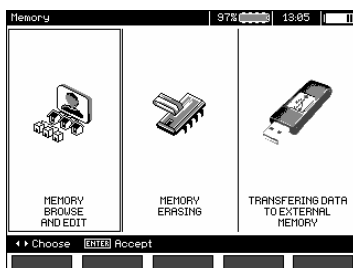 Memory 97% 13:05
MEMORY
BROWSE
AND EDIT
MEMORY
ERASING
TRANSFERING DATA
TO EXTERNAL
MEMORY
Choose ENTER Accept